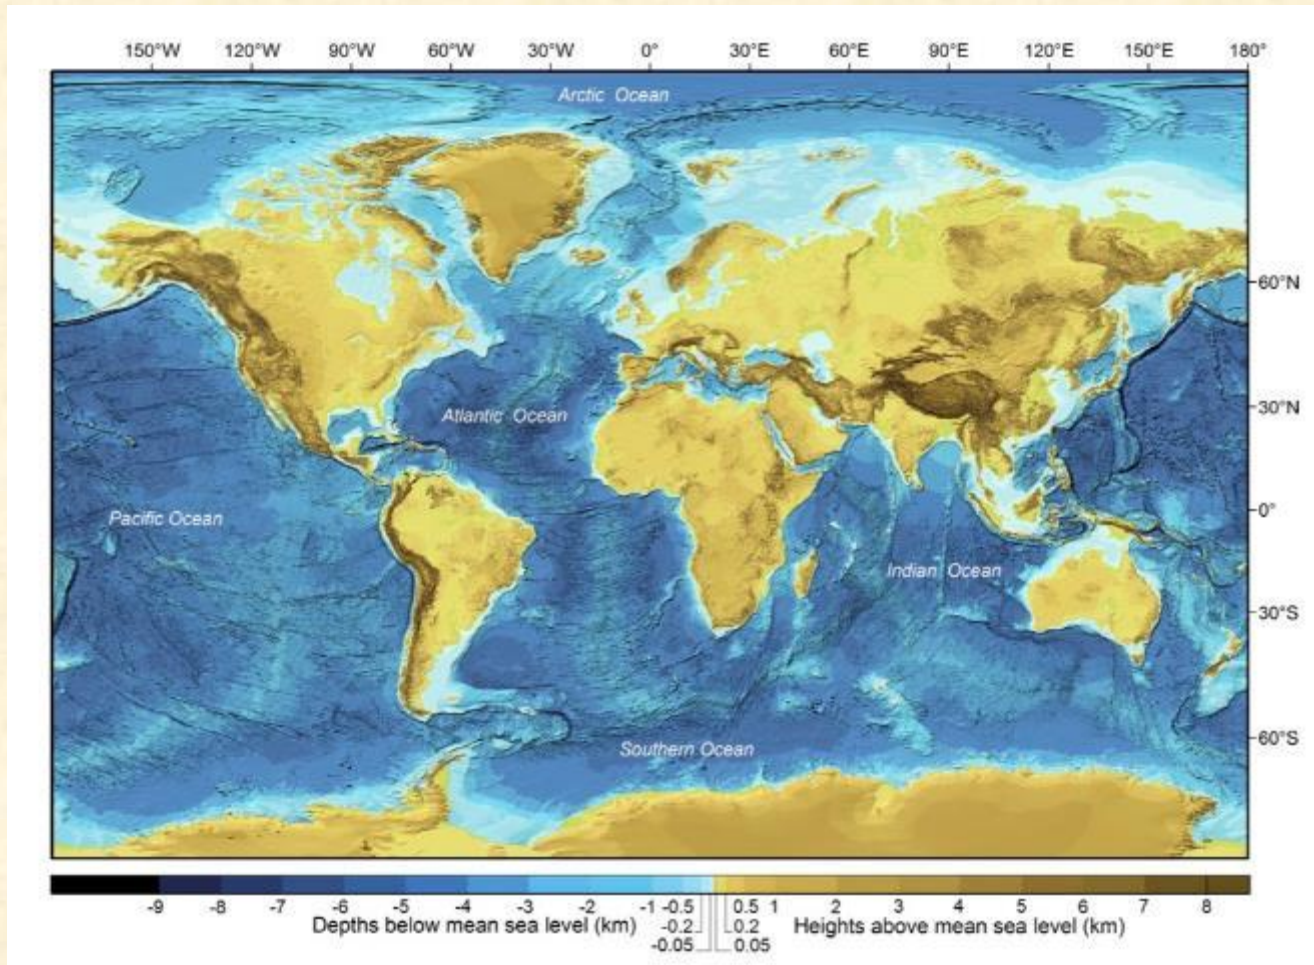 150°W 120°W 90°W 60°W 30°W 0° 30°E 60°E 90°E 120°E 150°E 180°
Arctic Ocean
60°N
30°N
Atlantic Ocean
0°
Pacific Ocean
Indian Ocean
30°S
60°S
Southern Ocean
-9 -8 -7 -6 -5 -4 -3 -2 -1 -0.5 0.5 1 2 3 4 5 6 7 8
Depths below mean sea level (km) -0.2 0.2 Heights above mean sea level (km)
-0.05 0.05